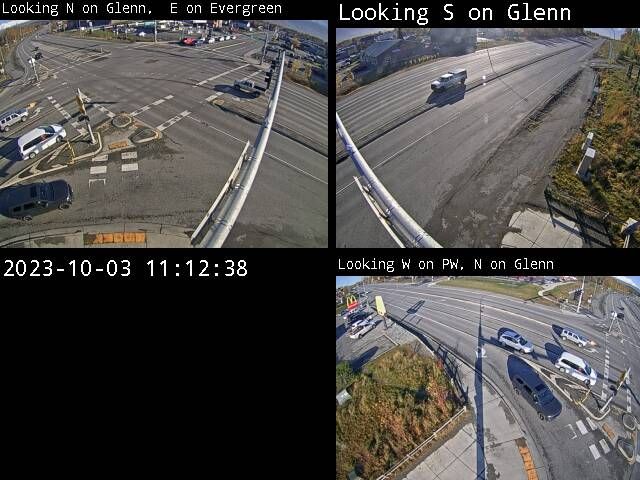 Looking N on Glenn,  E on Evergreen
Looking S on Glenn
2023-10-03 11:12:38
Looking W on PW, N on Glenn